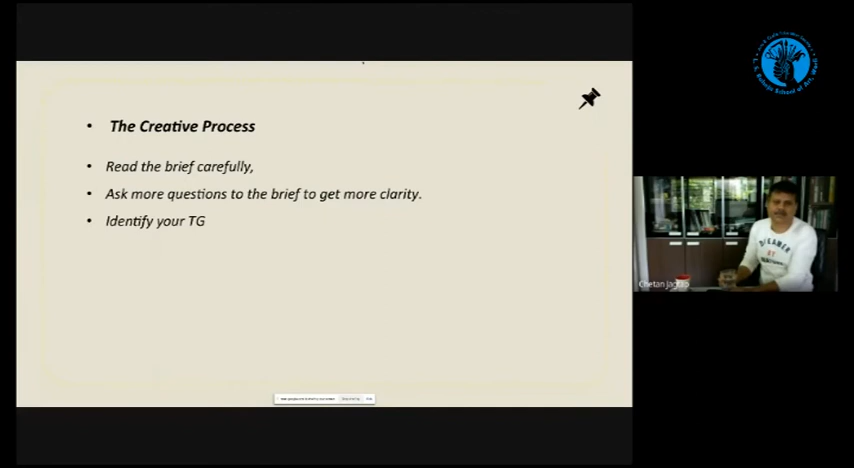 The Creative Process
Read the brief carefully,
Ask more questions to the brief to get more clarity.
Identify your TG
DREAMER
Chetan Jagtap